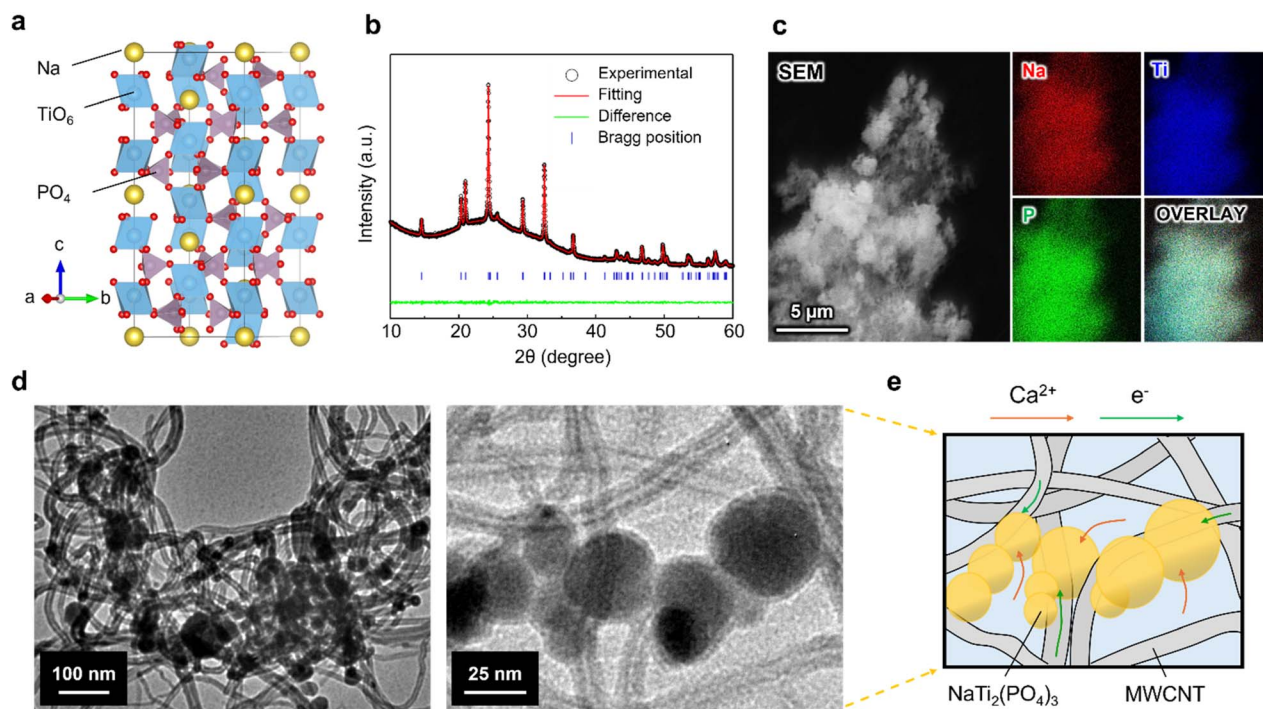 a
Na
TiO6
PO4
c
a
b
b
Intensity (a.u.)
Experimental
Fitting
Difference
Bragg position
10
20
30
40
50
60
2θ (degree)
c
SEM
5 µm
Na
Ti
P
OVERLAY
d
100 nm
25 nm
e
Ca2+
e-
NaTi2(PO4)3
MWCNT